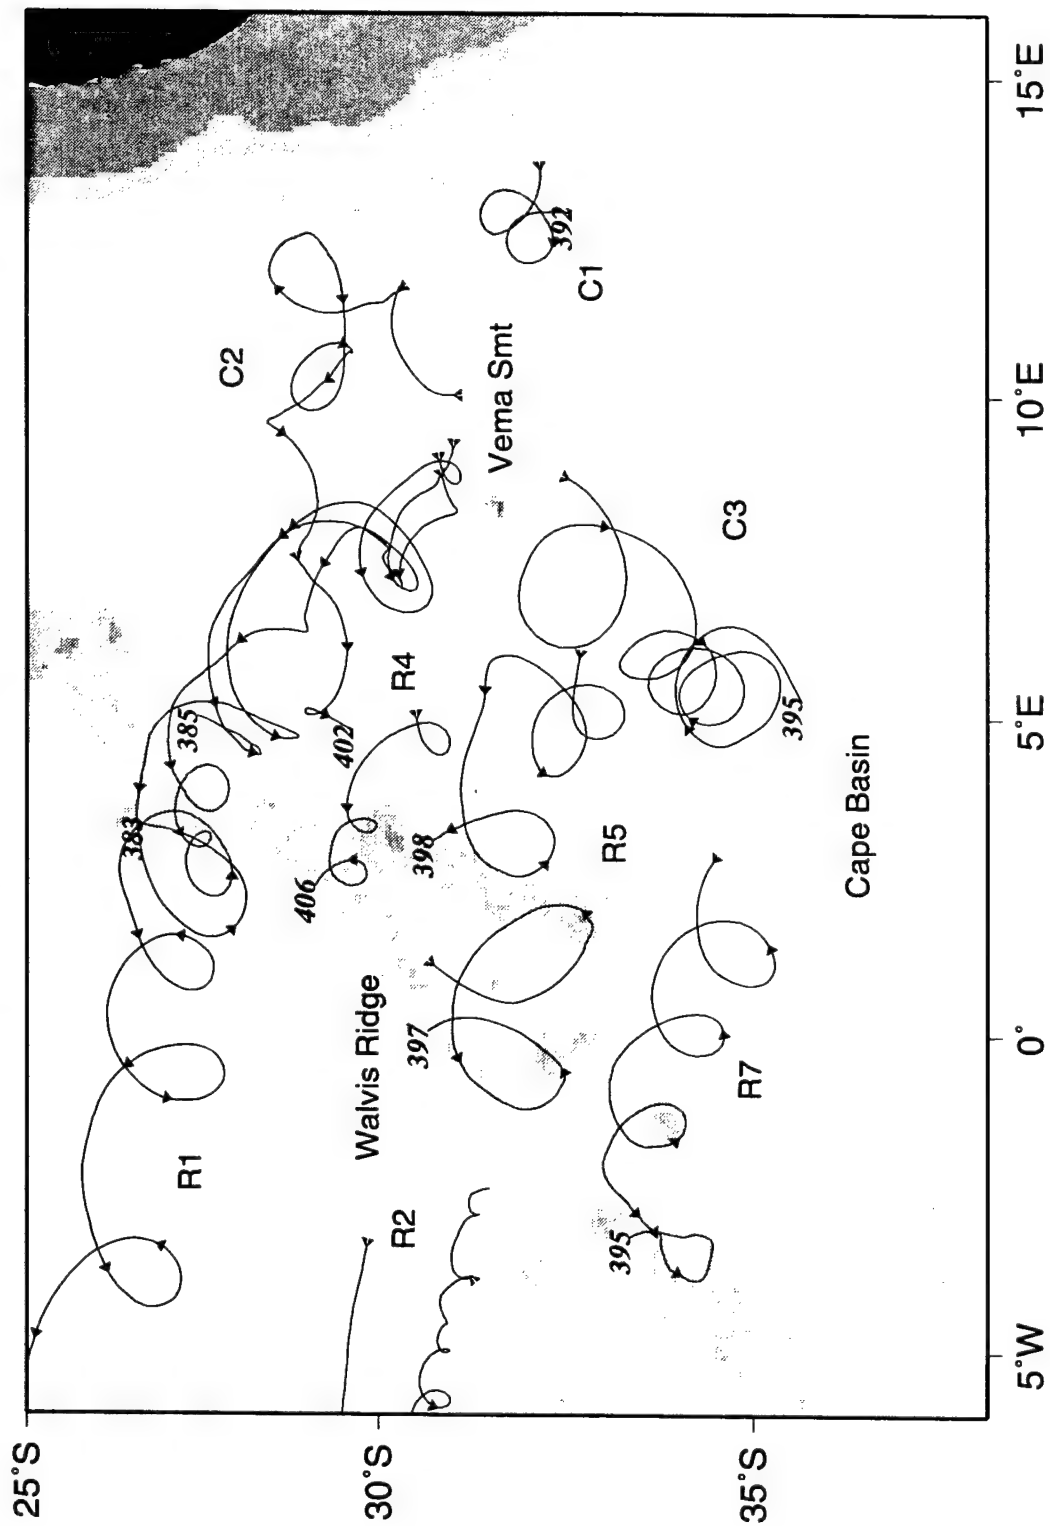 25°S
30°S
35°S
5°W
0°
5°E
10°E
15°E
R1
R2
Walvis Ridge
397
395
R7
383
385
406
398
R5
402
R4
Cape Basin
395
C3
C2
Vema Smt
C1
392